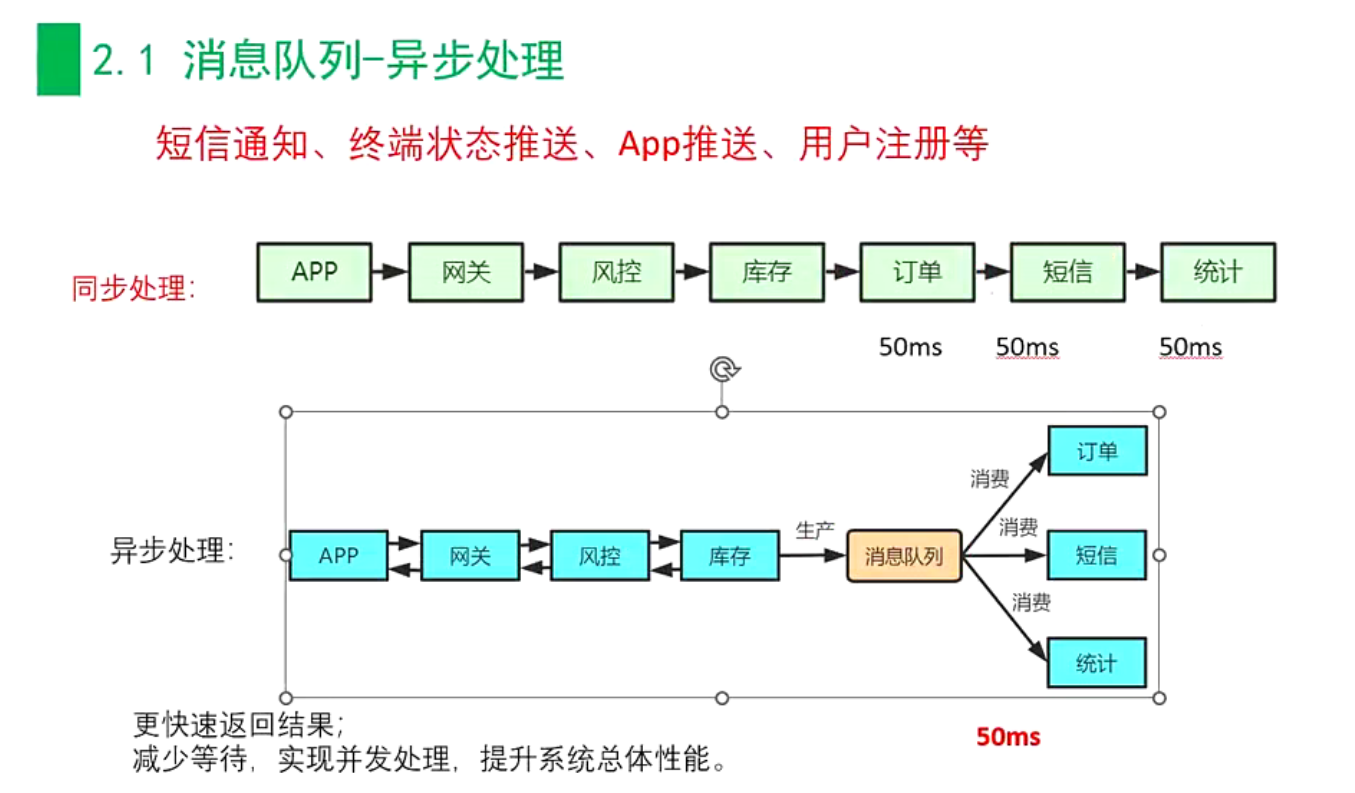 2.1 消息队列-异步处理
短信通知、终端状态推送、App推送、用户注册等
同步处理：
APP
网关
风控
库存
订单
短信
统计
50ms
50ms
50ms
异步处理：
APP
网关
风控
库存
生产
消息队列
消费
消费
消费
订单
短信
统计
更快速返回结果；
减少等待，实现并发处理，提升系统总体性能。
50ms